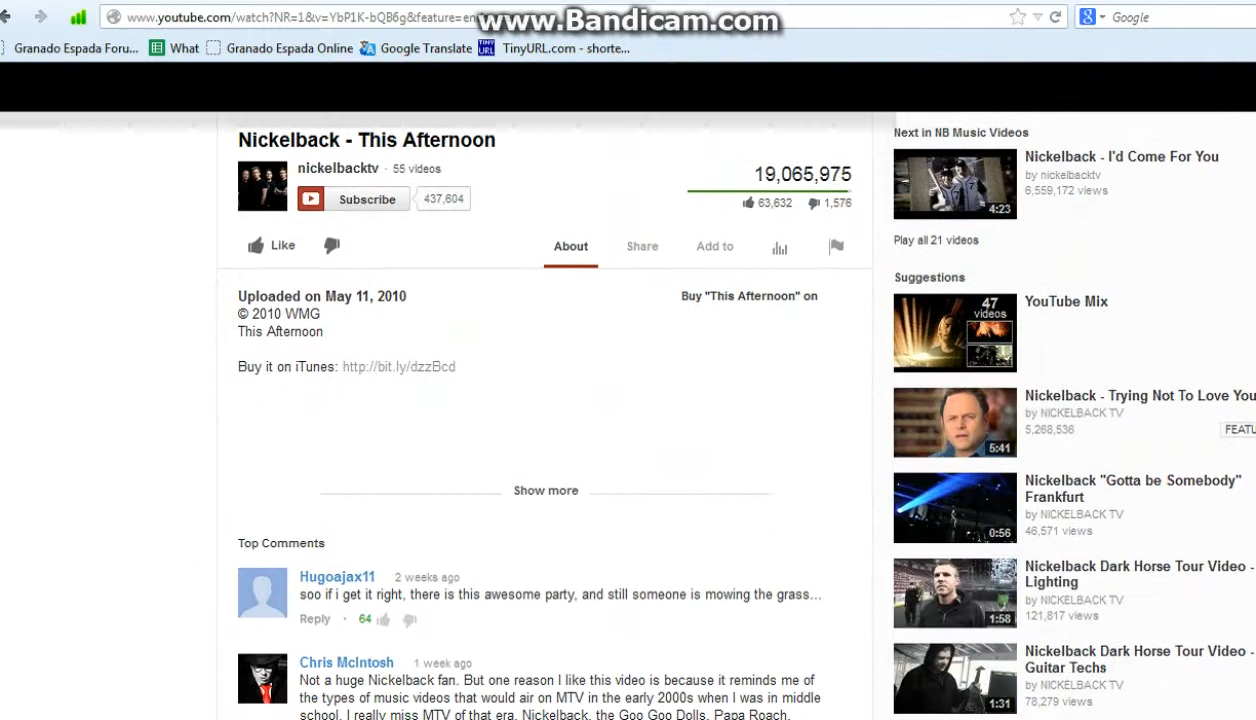 www.Bandicam.com
www.youtube.com/watch?NR=1&v=YbP1K-bQB6g&feature=en
Google
Granado Espada Foru... What Granado Espada Online Google Translate TinyURL.com - shorte...
Nickelback - This Afternoon
nickelbacktv · 55 videos
Subscribe 437,604
19,065,975
63,632 1,576
Like
About Share Add to
Uploaded on May 11, 2010
© 2010 WMG
This Afternoon
Buy "This Afternoon" on
Buy it on iTunes: http://bit.ly/dzzBcd
Show more
Top Comments
Hugoajax11 2 weeks ago
soo if i get it right, there is this awesome party, and still someone is mowing the grass...
Reply · 64
Chris McIntosh 1 week ago
Not a huge Nickelback fan. But one reason I like this video is because it reminds me of
the types of music videos that would air on MTV in the early 2000s when I was in middle
school. I really miss MTV of that era. Nickelback, the Goo Goo Dolls, Papa Roach,
Next in NB Music Videos
Nickelback - I'd Come For You
by nickelbacktv
6,559,172 views
4:23
Play all 21 videos
Suggestions
47
videos
YouTube Mix
Nickelback - Trying Not To Love You
by NICKELBACK TV
5,268,536
FEATU
5:41
Nickelback "Gotta be Somebody"
Frankfurt
by NICKELBACK TV
46,571 views
0:56
Nickelback Dark Horse Tour Video -
Lighting
by NICKELBACK TV
121,817 views
1:58
Nickelback Dark Horse Tour Video -
Guitar Techs
by NICKELBACK TV
78,279 views
1:31